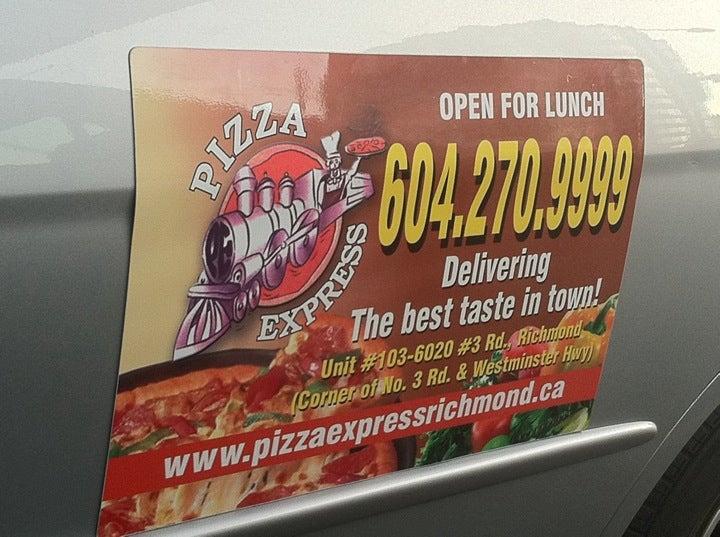 PIZZA
EXPRESS
OPEN FOR LUNCH
604.270.9999
Delivering
The best taste in town!
Unit #103-6020 #3 Rd., Richmond
(Corner of No. 3 Rd. & Westminster Hwy)
www.pizzaexpressrichmond.ca